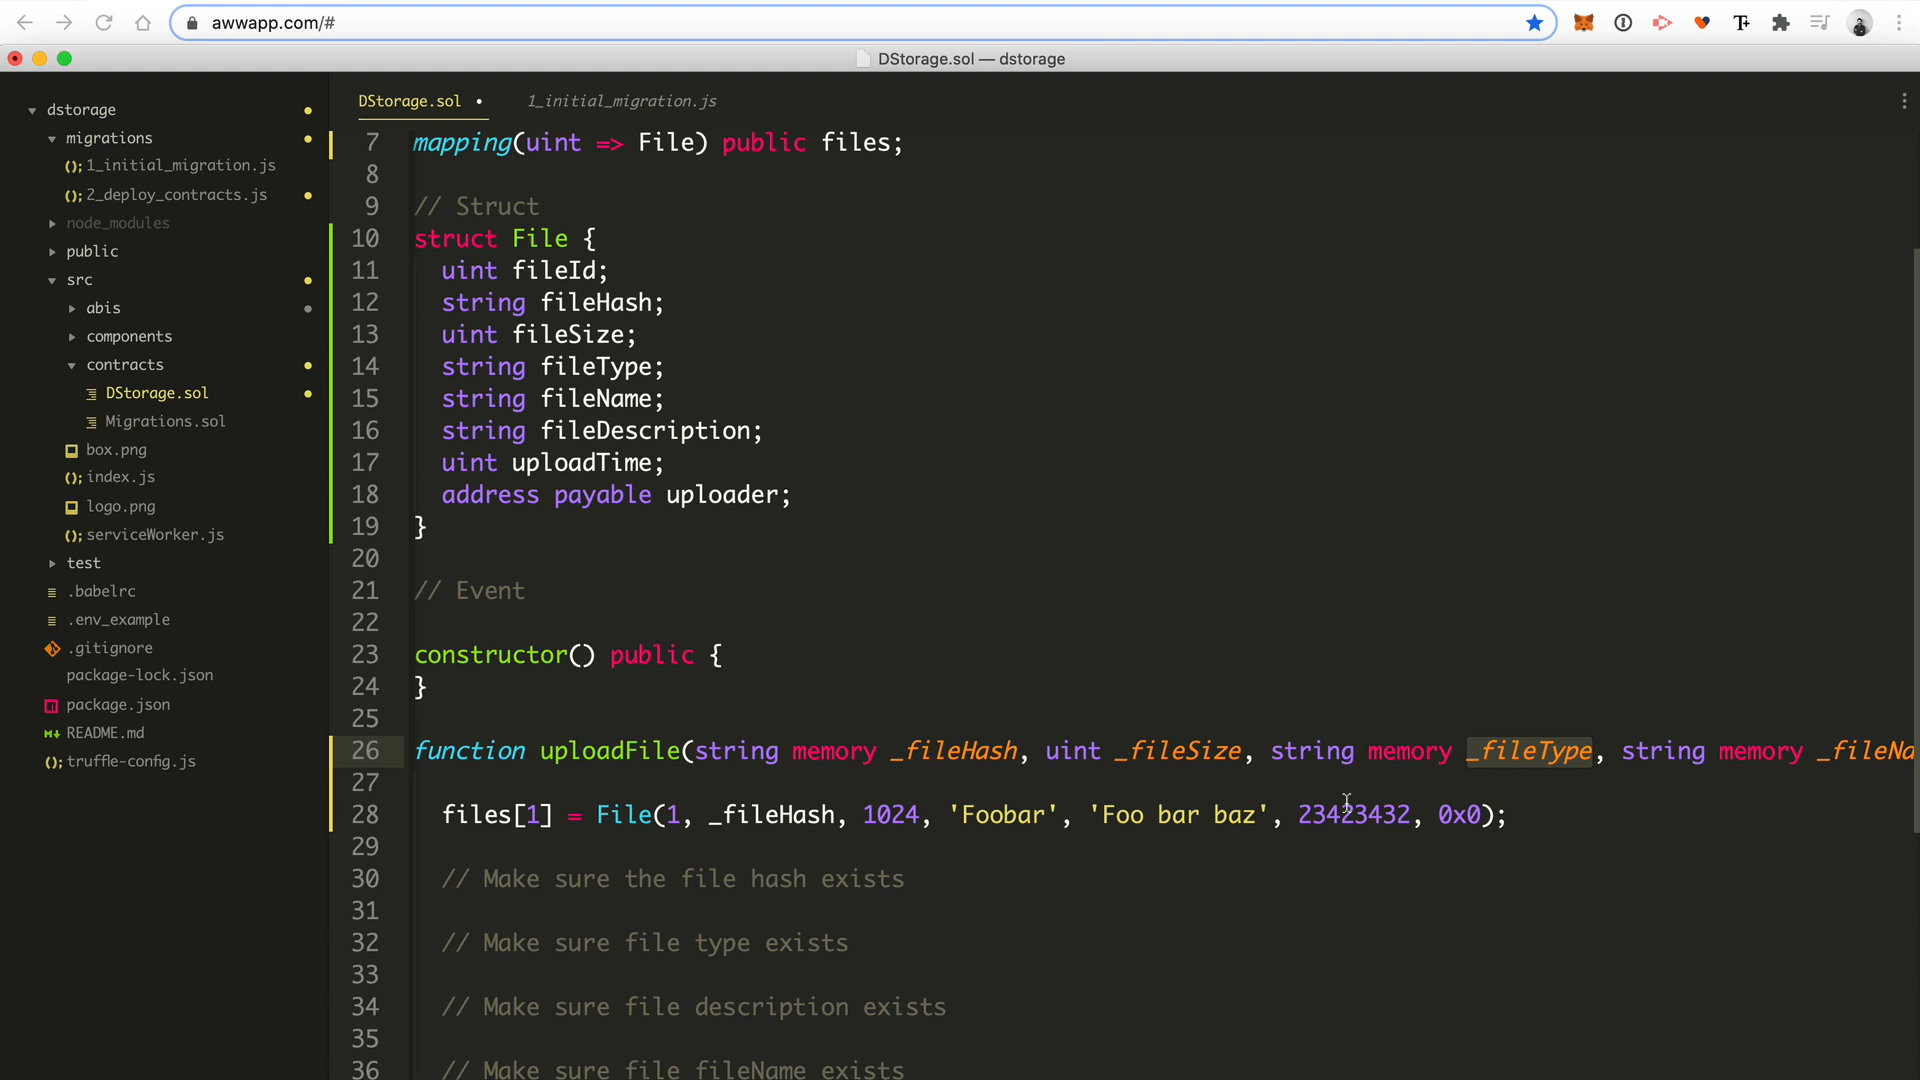 awwapp.com/#
DStorage.sol — dstorage
dstorage
migrations
(); 1_initial_migration.js
(); 2_deploy_contracts.js
node_modules
public
src
abis
components
contracts
DStorage.sol
Migrations.sol
box.png
(); index.js
logo.png
(); serviceWorker.js
test
.babelrc
.env_example
.gitignore
package-lock.json
package.json
README.md
(); truffle-config.js
DStorage.sol
1_initial_migration.js
7 mapping(uint => File) public files;
8
9 // Struct
10 struct File {
11 uint fileId;
12 string fileHash;
13 uint fileSize;
14 string fileType;
15 string fileName;
16 string fileDescription;
17 uint uploadTime;
18 address payable uploader;
19 }
20
21 // Event
22
23 constructor() public {
24 }
25
26 function uploadFile(string memory _fileHash, uint _fileSize, string memory _fileType, string memory _fileNa
27
28 files[1] = File(1, _fileHash, 1024, 'Foobar', 'Foo bar baz', 23423432, 0x0);
29
30 // Make sure the file hash exists
31
32 // Make sure file type exists
33
34 // Make sure file description exists
35
36 // Make sure file fileName exists